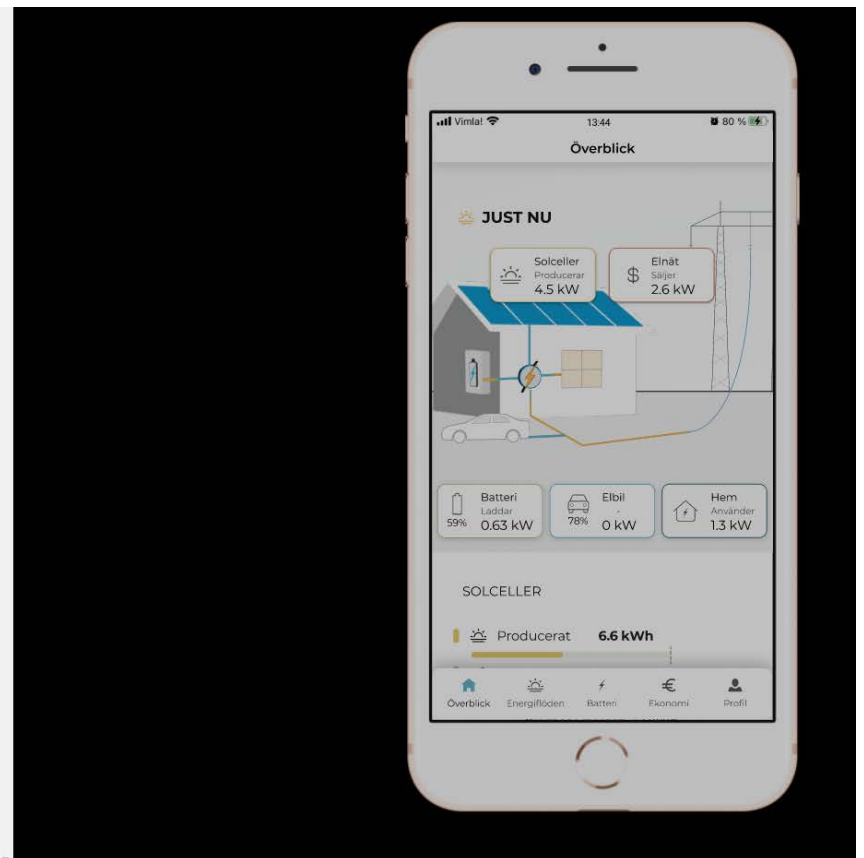 Vimla! 13:44 80 %
Överblick
JUST NU
Solceller
Producerar
4.5 kW
Elnät
Säljer
2.6 kW
Batteri
Laddar
59% 0.63 kW
Elbil
-
78% 0 kW
Hem
Använder
1.3 kW
SOLCELLER
Producerat 6.6 kWh
Överblick Energiflöden Batteri Ekonomi Profil